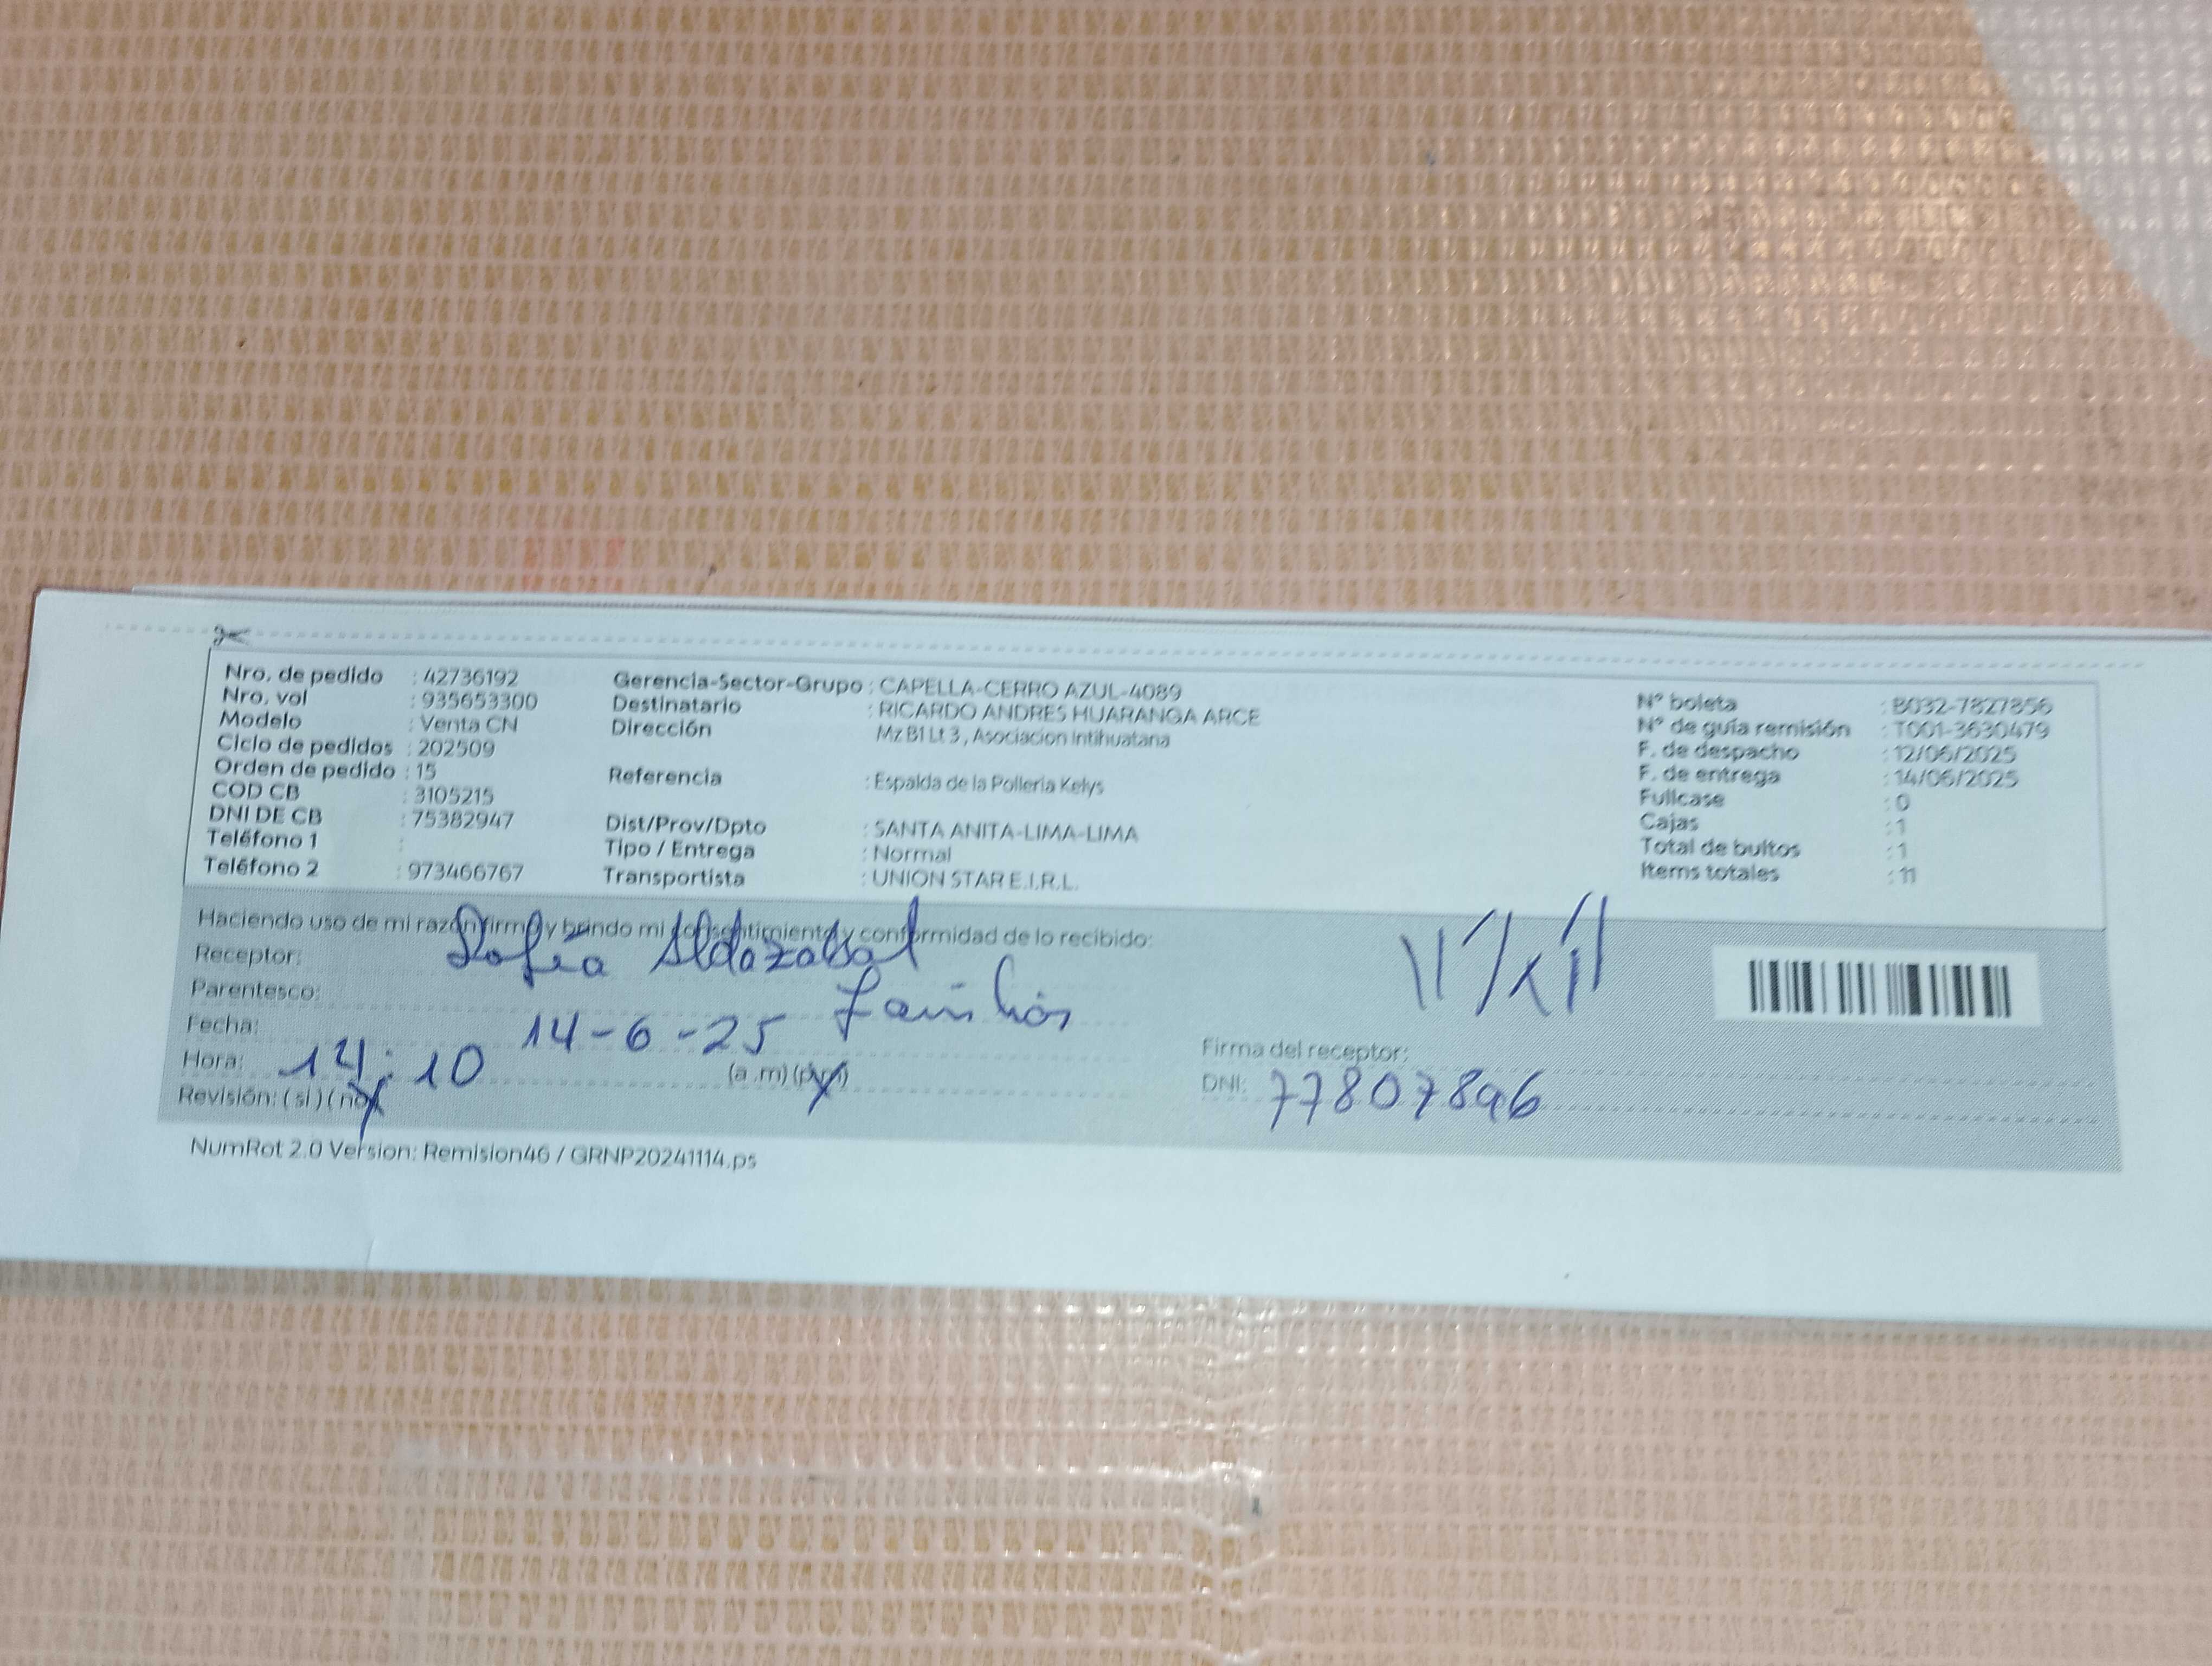 Nro. de pedido : 42736192
Nro. vol : 935653300
Modelo : Venta CN
Ciclo de pedidos : 202509
Orden de pedido : 15
COD CB : 3105215
DNI DE CB : 75382947
Teléfono 1 :
Teléfono 2 : 973466767
Gerencia-Sector-Grupo : CAPELLA-CERRO AZUL-4089
Destinatario : RICARDO ANDRES HUARANGA ARCE
Dirección Mz B1 Lt 3 , Asociacion Intihuatana
Referencia : Espalda de la Polleria Kelys
Dist/Prov/Dpto : SANTA ANITA-LIMA-LIMA
Tipo / Entrega : Normal
Transportista : UNION STAR E.I.R.L.
N° boleta : B032-7827856
N° de guía remisión : T001-3630479
F. de despacho : 12/06/2025
F. de entrega : 14/06/2025
Fullcase : 0
Cajas : 1
Total de bultos : 1
Items totales : 11
Haciendo uso de mi razón firmo y brindo mi consentimiento y conformidad de lo recibido:
Receptor: Sofía Aldazabal
Parentesco: familiar
Fecha: 14-6-25
Hora: 14:10 (a.m) (p.m)
Revisión: ( si ) ( no )
Firma del receptor:
DNI: 77807896
NumRot 2.0 Version: Remision46 / GRNP20241114.ps